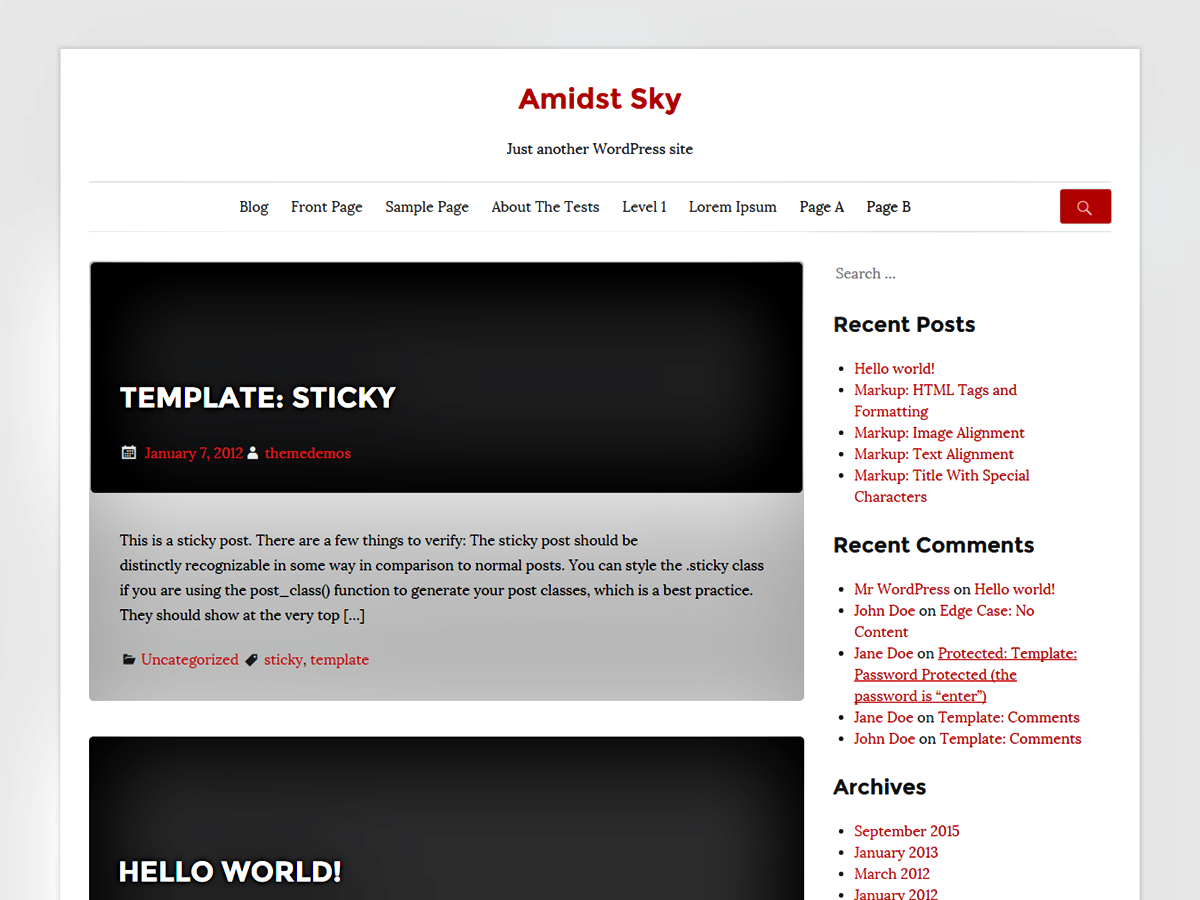 Amidst Sky
Just another WordPress site
Blog Front Page Sample Page About The Tests Level 1 Lorem Ipsum Page A Page B
TEMPLATE: STICKY
January 7, 2012 themedemos
This is a sticky post. There are a few things to verify: The sticky post should be
distinctly recognizable in some way in comparison to normal posts. You can style the .sticky class
if you are using the post_class() function to generate your post classes, which is a best practice.
They should show at the very top [...]
Uncategorized sticky, template
HELLO WORLD!
Search ...
Recent Posts
Hello world!
Markup: HTML Tags and
Formatting
Markup: Image Alignment
Markup: Text Alignment
Markup: Title With Special
Characters
Recent Comments
Mr WordPress on Hello world!
John Doe on Edge Case: No
Content
Jane Doe on Protected: Template:
Password Protected (the
password is “enter”)
Jane Doe on Template: Comments
John Doe on Template: Comments
Archives
September 2015
January 2013
March 2012
January 2012